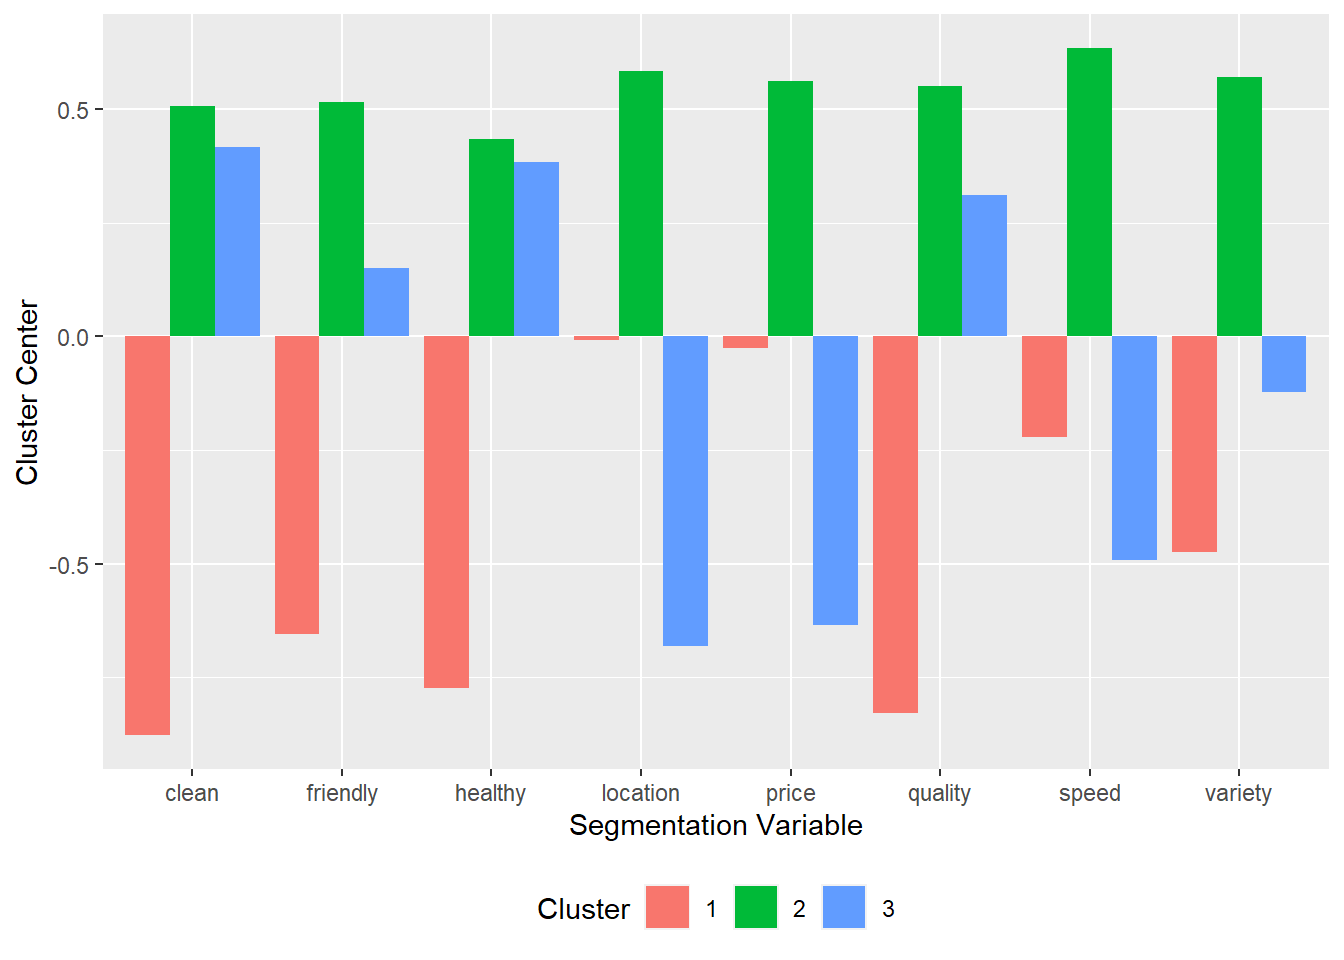 Cluster Center
0.5
0.0
-0.5
clean friendly healthy location price quality speed variety
Segmentation Variable
Cluster 1 2 3